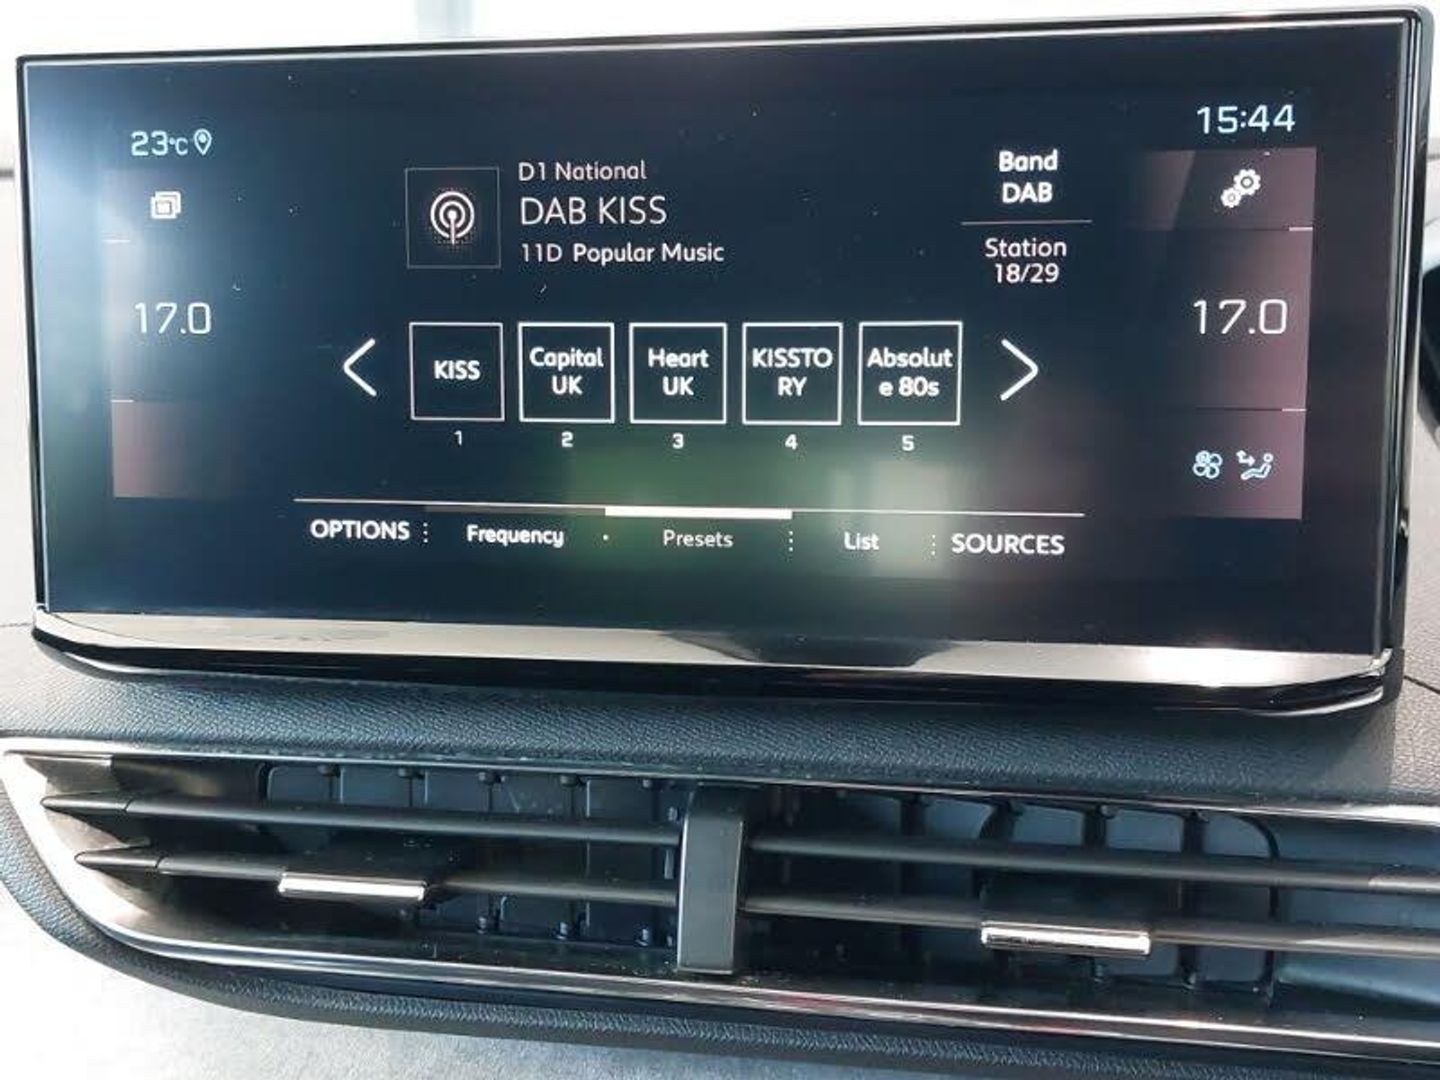 23°C
15:44
D1 National
DAB KISS
11D Popular Music
Band
DAB
Station
18/29
17.0
17.0
KISS
Capital
UK
Heart
UK
KISSTO
RY
Absolut
e 80s
1
2
3
4
5
OPTIONS
Frequency
Presets
List
SOURCES